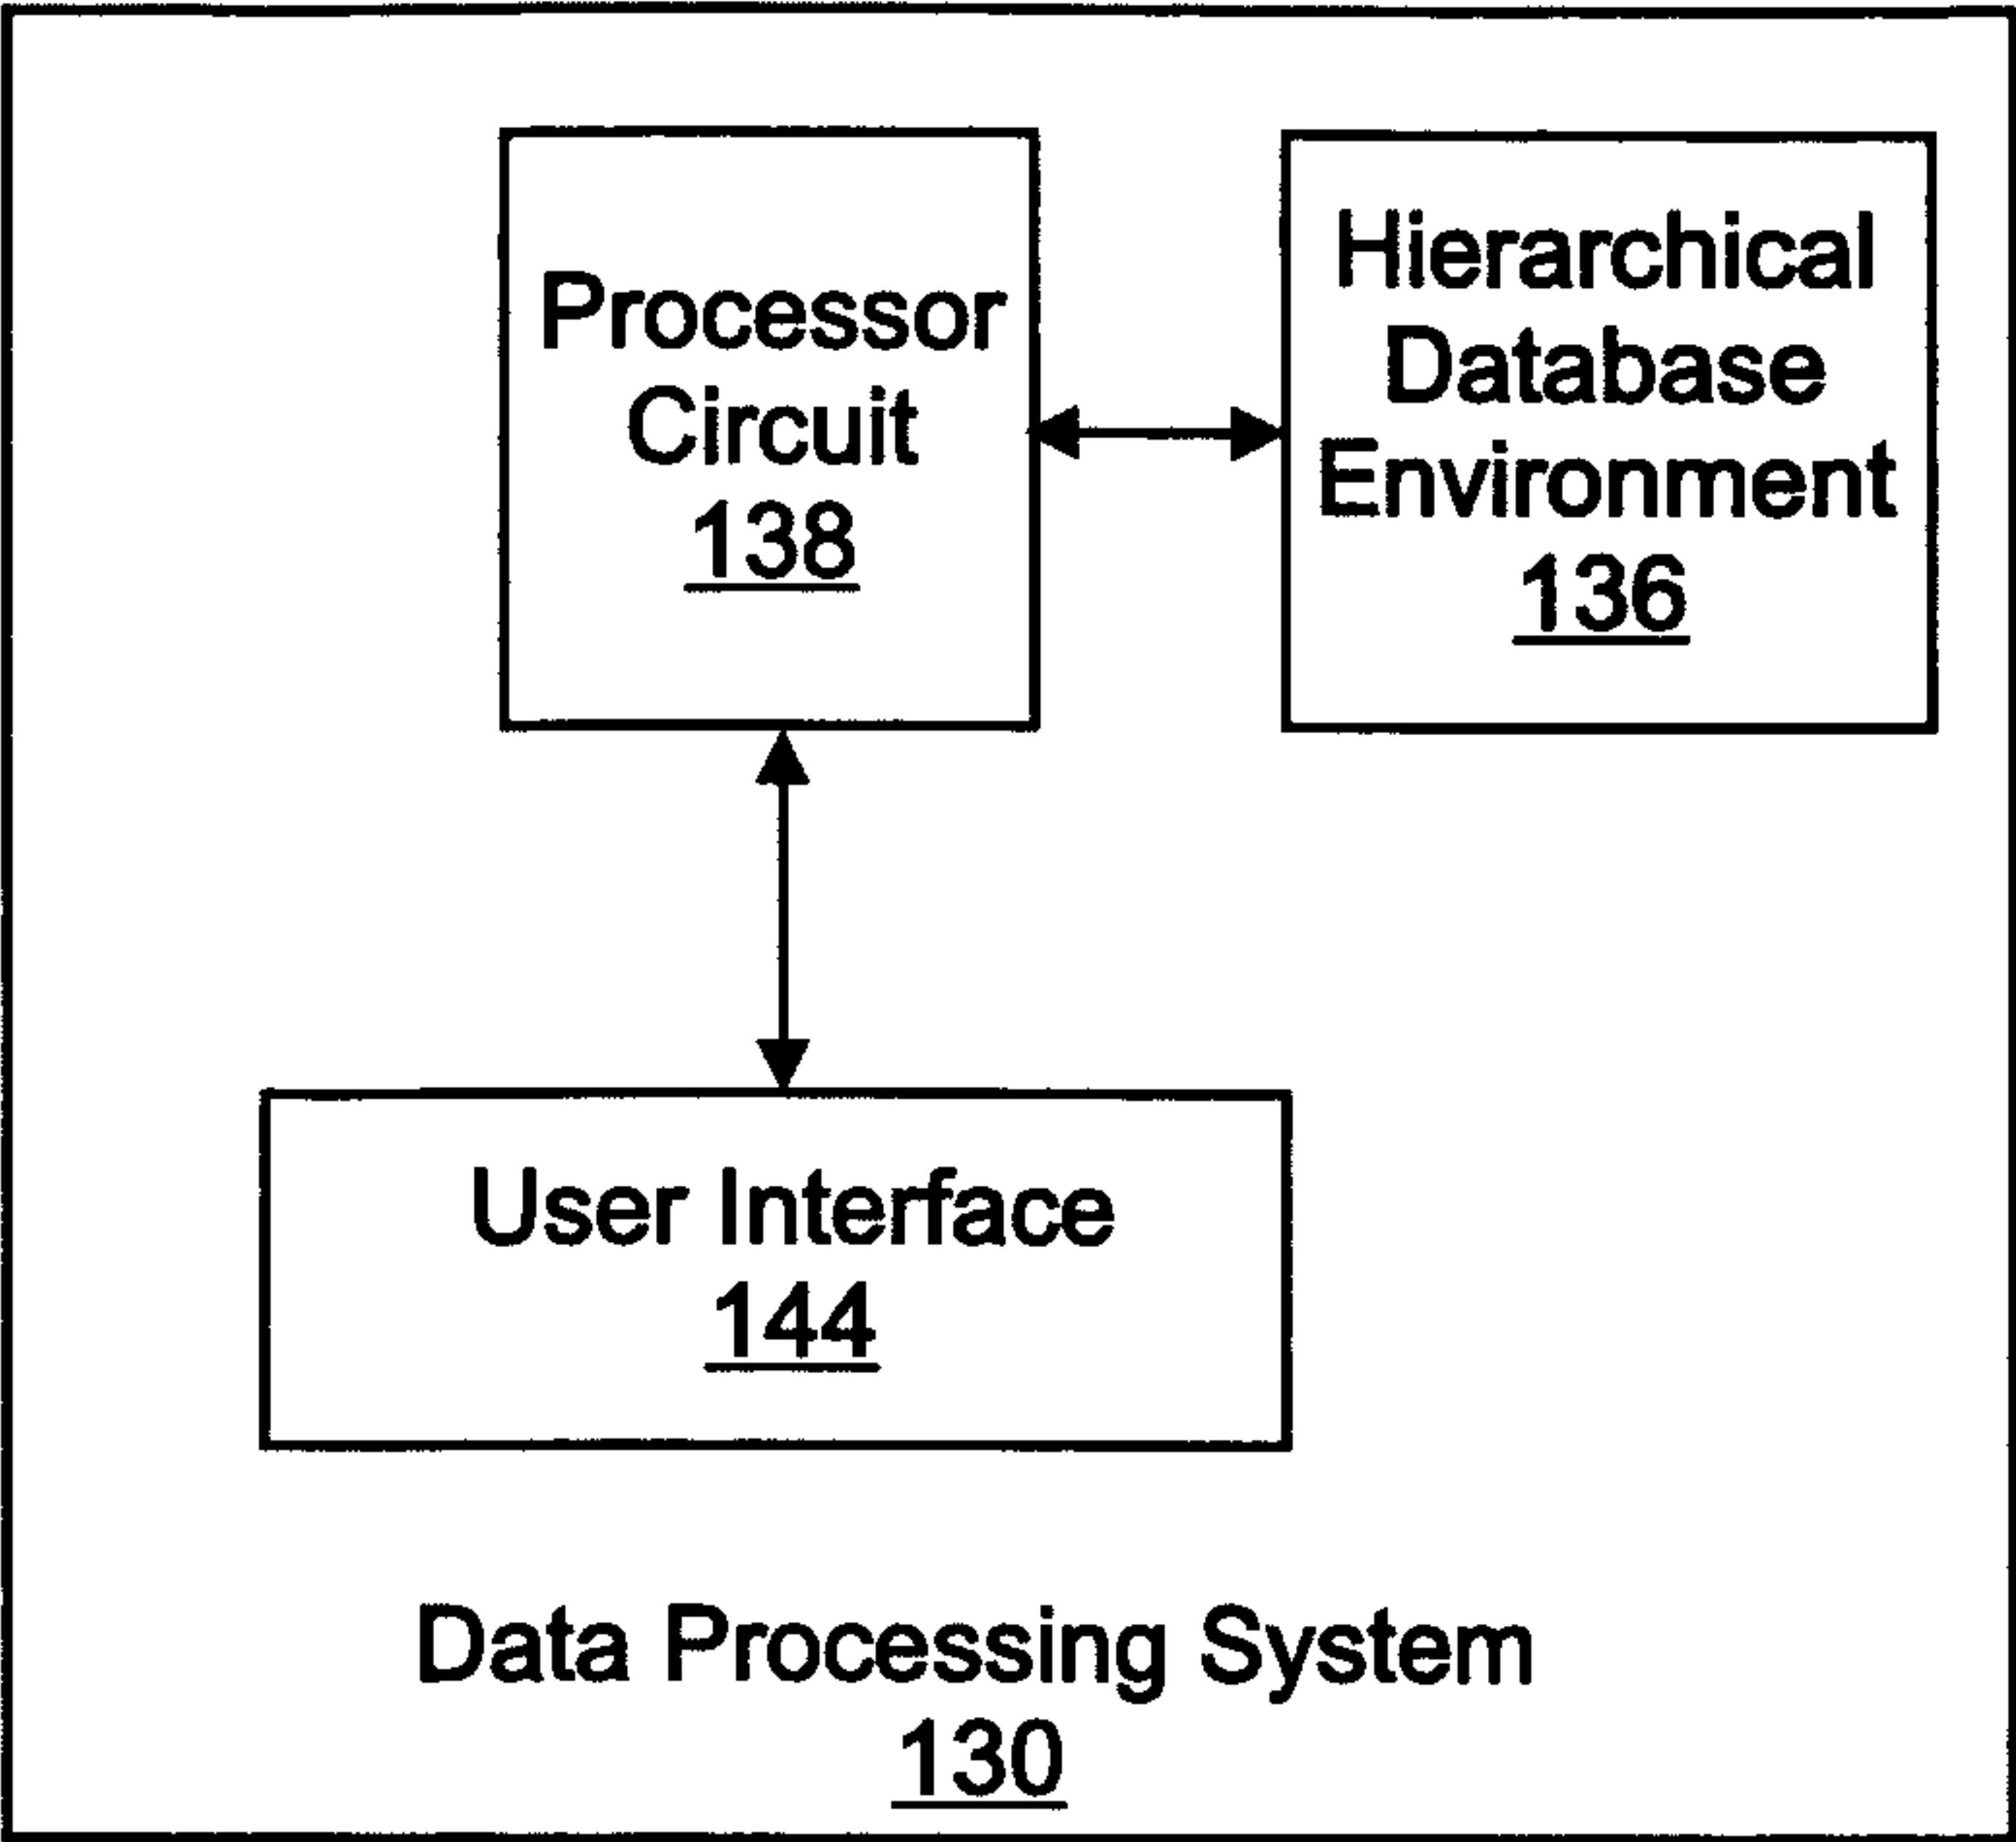 Processor
Circuit
138
Hierarchical
Database
Environment
136
User Interface
144
Data Processing System
130